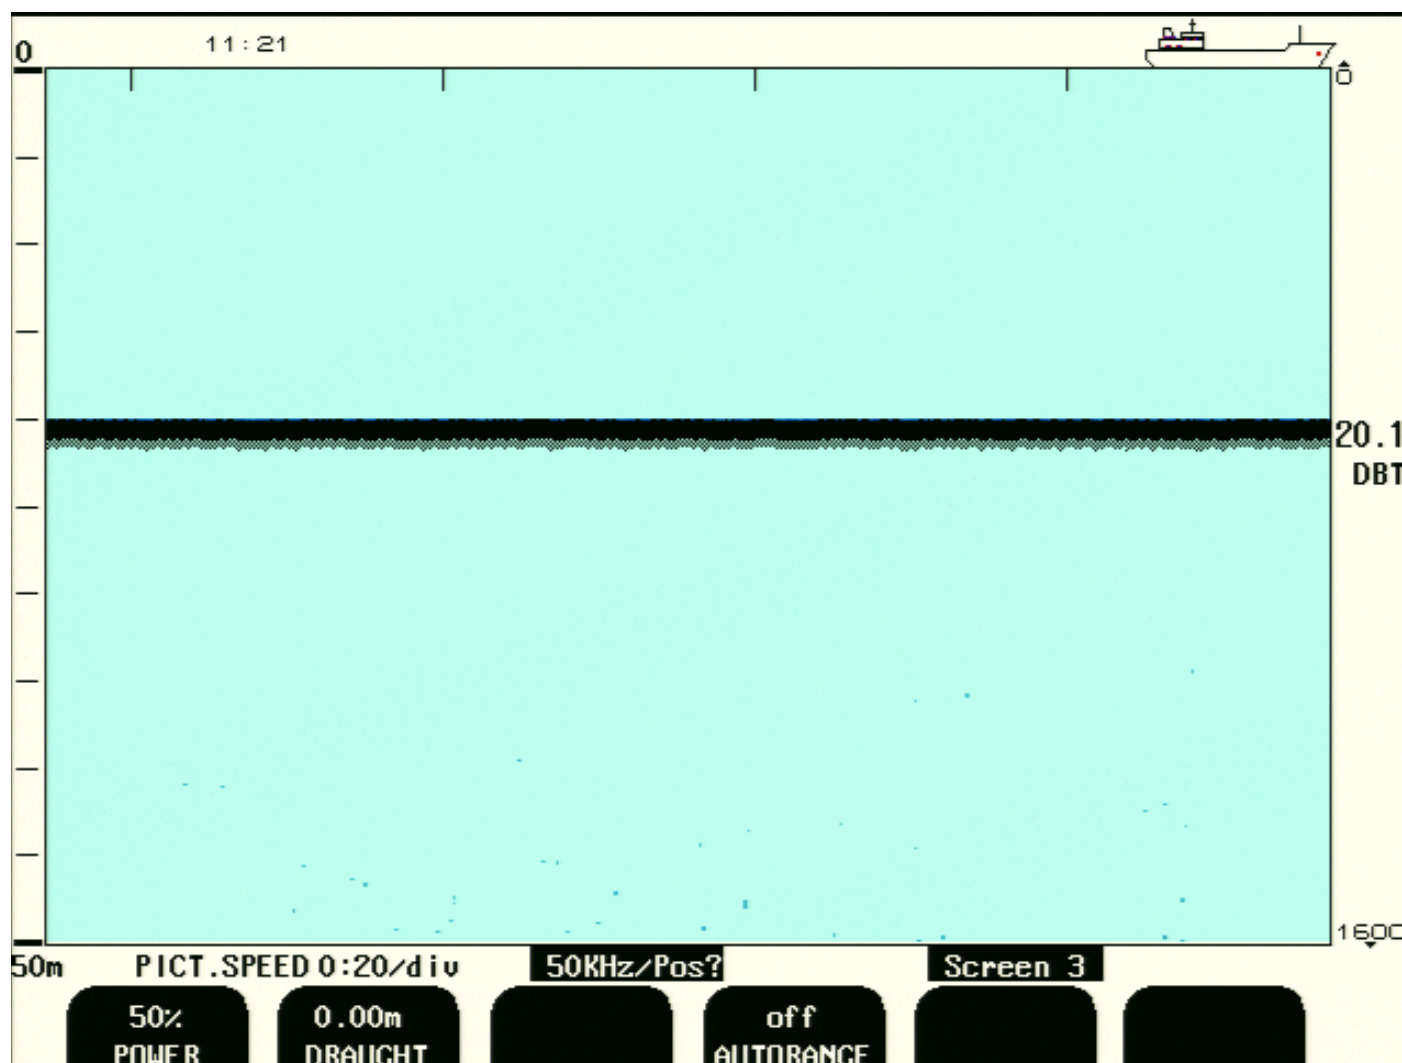 0
11:21
0
20.1
DBT
1600
50m PICT.SPEED 0:20/div 50KHz/Pos? Screen 3
50% 0.00m off
POWER DRAUGHT AUTORANGE